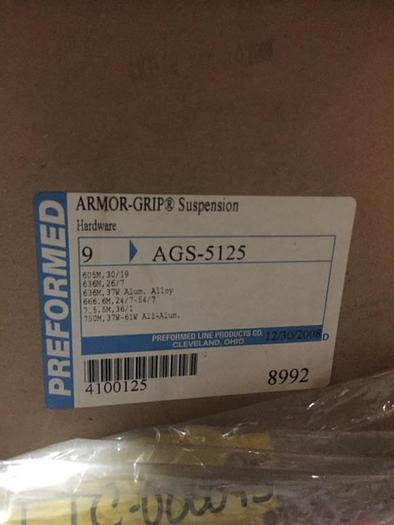 PREFORMED
ARMOR-GRIP® Suspension
Hardware
9 AGS-5125
605M, 30/19
636M, 26/7
636M, 37W Alum. Alloy
666.6M, 24/7-54/7
715.5M, 36/1
750M, 37W-61W All-Alum.
PREFORMED LINE PRODUCTS CO. 12/30/2008 D
CLEVELAND, OHIO
4100125
8992